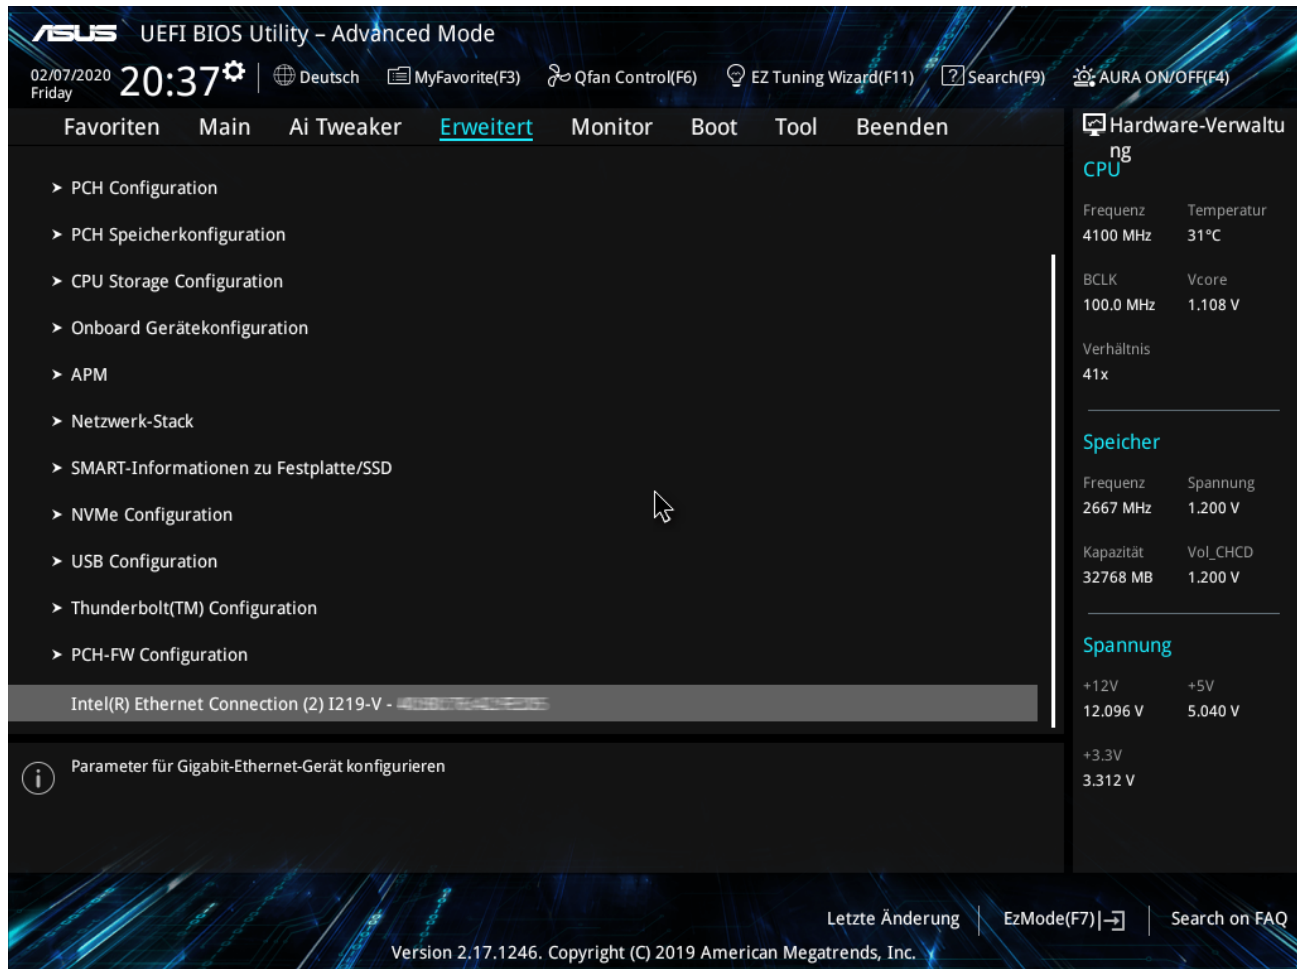 ASUS UEFI BIOS Utility – Advanced Mode
02/07/2020
Friday
20:37
Deutsch
MyFavorite(F3)
Qfan Control(F6)
EZ Tuning Wizard(F11)
Search(F9)
AURA ON/OFF(F4)
Favoriten
Main
Ai Tweaker
Erweitert
Monitor
Boot
Tool
Beenden
PCH Configuration
PCH Speicherkonfiguration
CPU Storage Configuration
Onboard Gerätekonfiguration
APM
Netzwerk-Stack
SMART-Informationen zu Festplatte/SSD
NVMe Configuration
USB Configuration
Thunderbolt(TM) Configuration
PCH-FW Configuration
Intel(R) Ethernet Connection (2) I219-V -
Parameter für Gigabit-Ethernet-Gerät konfigurieren
Hardware-Verwaltu
ng
CPU
Frequenz Temperatur
4100 MHz 31°C
BCLK Vcore
100.0 MHz 1.108 V
Verhältnis
41x
Speicher
Frequenz Spannung
2667 MHz 1.200 V
Kapazität Vol_CHCD
32768 MB 1.200 V
Spannung
+12V +5V
12.096 V 5.040 V
+3.3V
3.312 V
Letzte Änderung
EzMode(F7)
Search on FAQ
Version 2.17.1246. Copyright (C) 2019 American Megatrends, Inc.